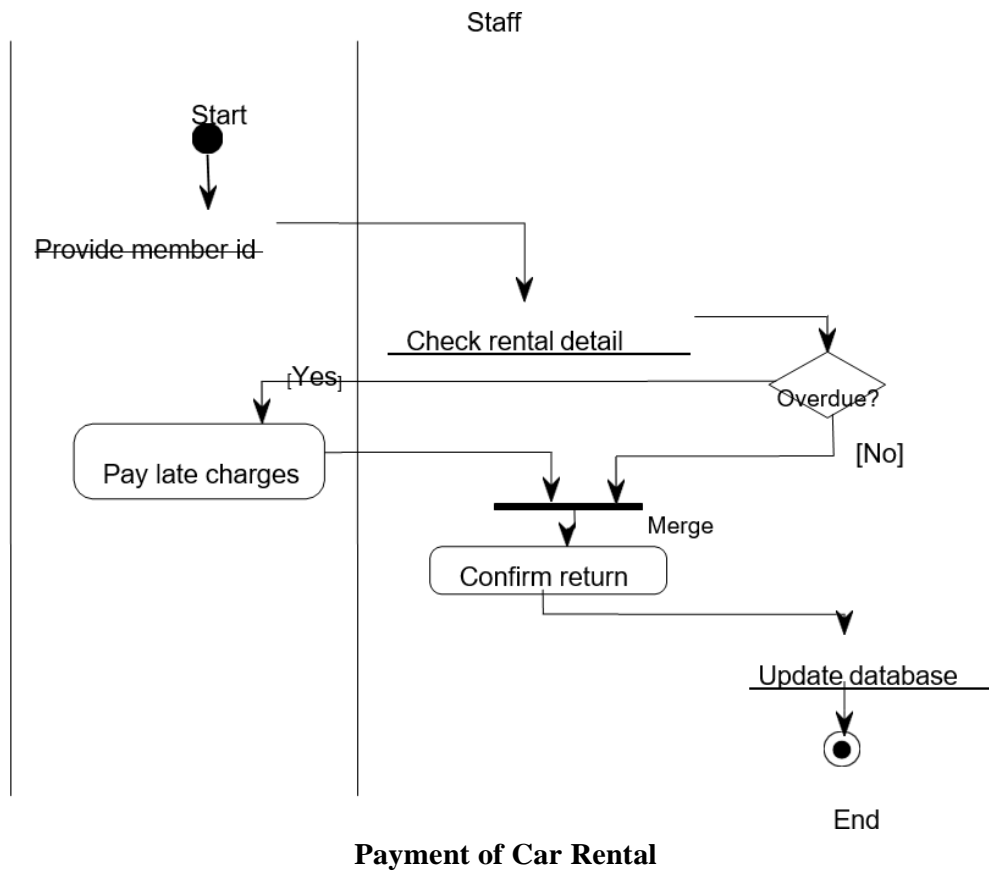 Staff
Start
Provide member id
Check rental detail
[Yes]
Overdue?
[No]
Pay late charges
Merge
Confirm return
Update database
End
Payment of Car Rental